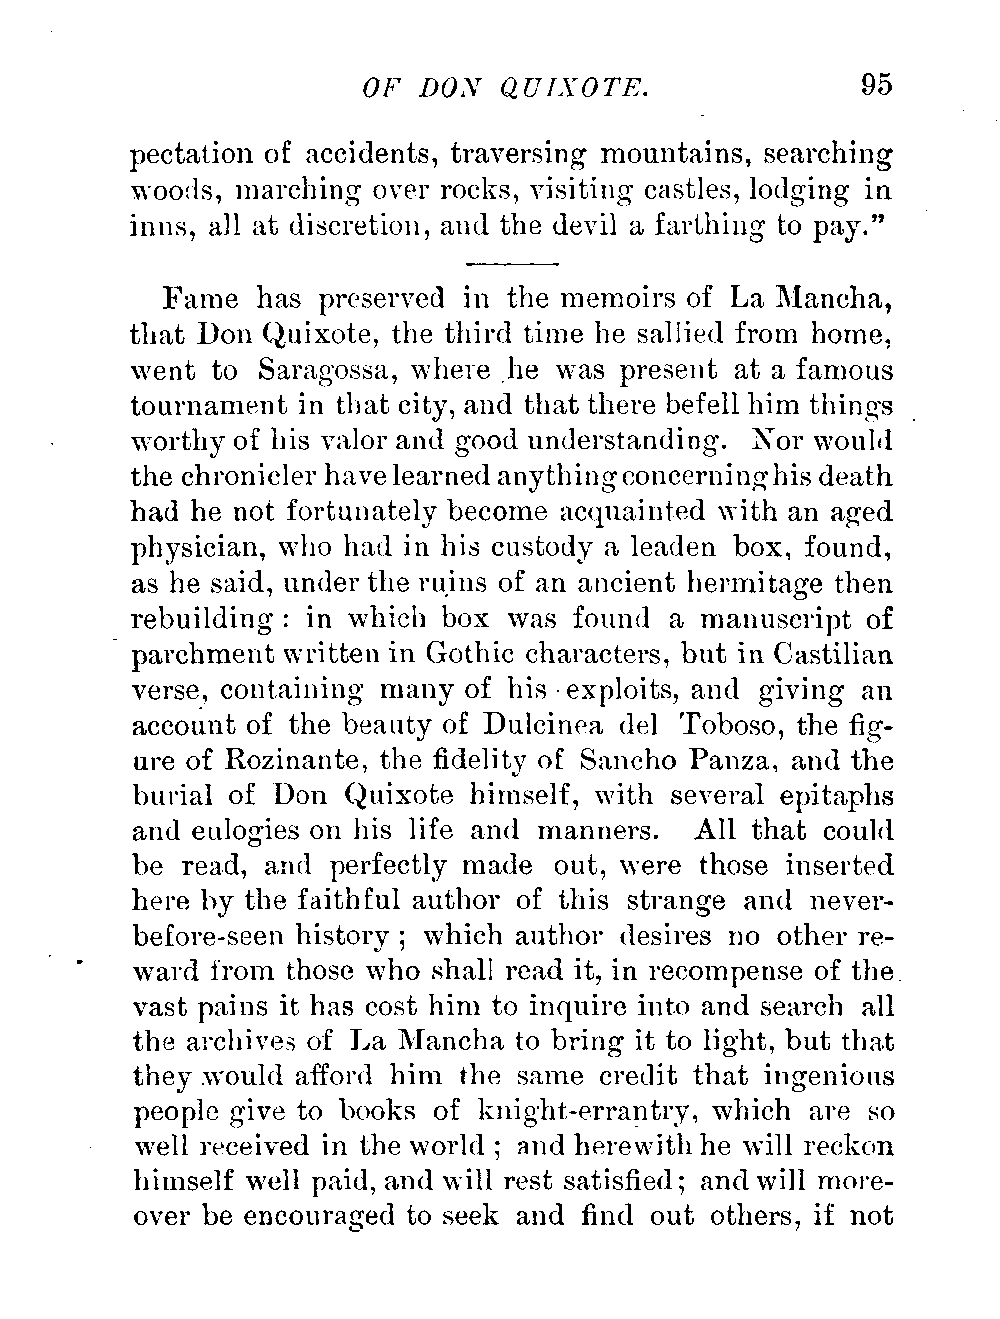 OF DON QUIXOTE. 95
pectation of accidents, traversing mountains, searching
woods, marching over rocks, visiting castles, lodging in
inns, all at discretion, and the devil a farthing to pay.”
Fame has preserved in the memoirs of La Mancha,
that Don Quixote, the third time he sallied from home,
went to Saragossa, where he was present at a famous
tournament in that city, and that there befell him things
worthy of his valor and good understanding. Nor would
the chronicler have learned anything concerning his death
had he not fortunately become acquainted with an aged
physician, who had in his custody a leaden box, found,
as he said, under the ruins of an ancient hermitage then
rebuilding : in which box was found a manuscript of
parchment written in Gothic characters, but in Castilian
verse, containing many of his exploits, and giving an
account of the beauty of Dulcinea del Toboso, the fig-
ure of Rozinante, the fidelity of Sancho Panza, and the
burial of Don Quixote himself, with several epitaphs
and eulogies on his life and manners. All that could
be read, and perfectly made out, were those inserted
here by the faithful author of this strange and never-
before-seen history ; which author desires no other re-
ward from those who shall read it, in recompense of the
vast pains it has cost him to inquire into and search all
the archives of La Mancha to bring it to light, but that
they would afford him the same credit that ingenious
people give to books of knight-errantry, which are so
well received in the world ; and herewith he will reckon
himself well paid, and will rest satisfied ; and will more-
over be encouraged to seek and find out others, if not